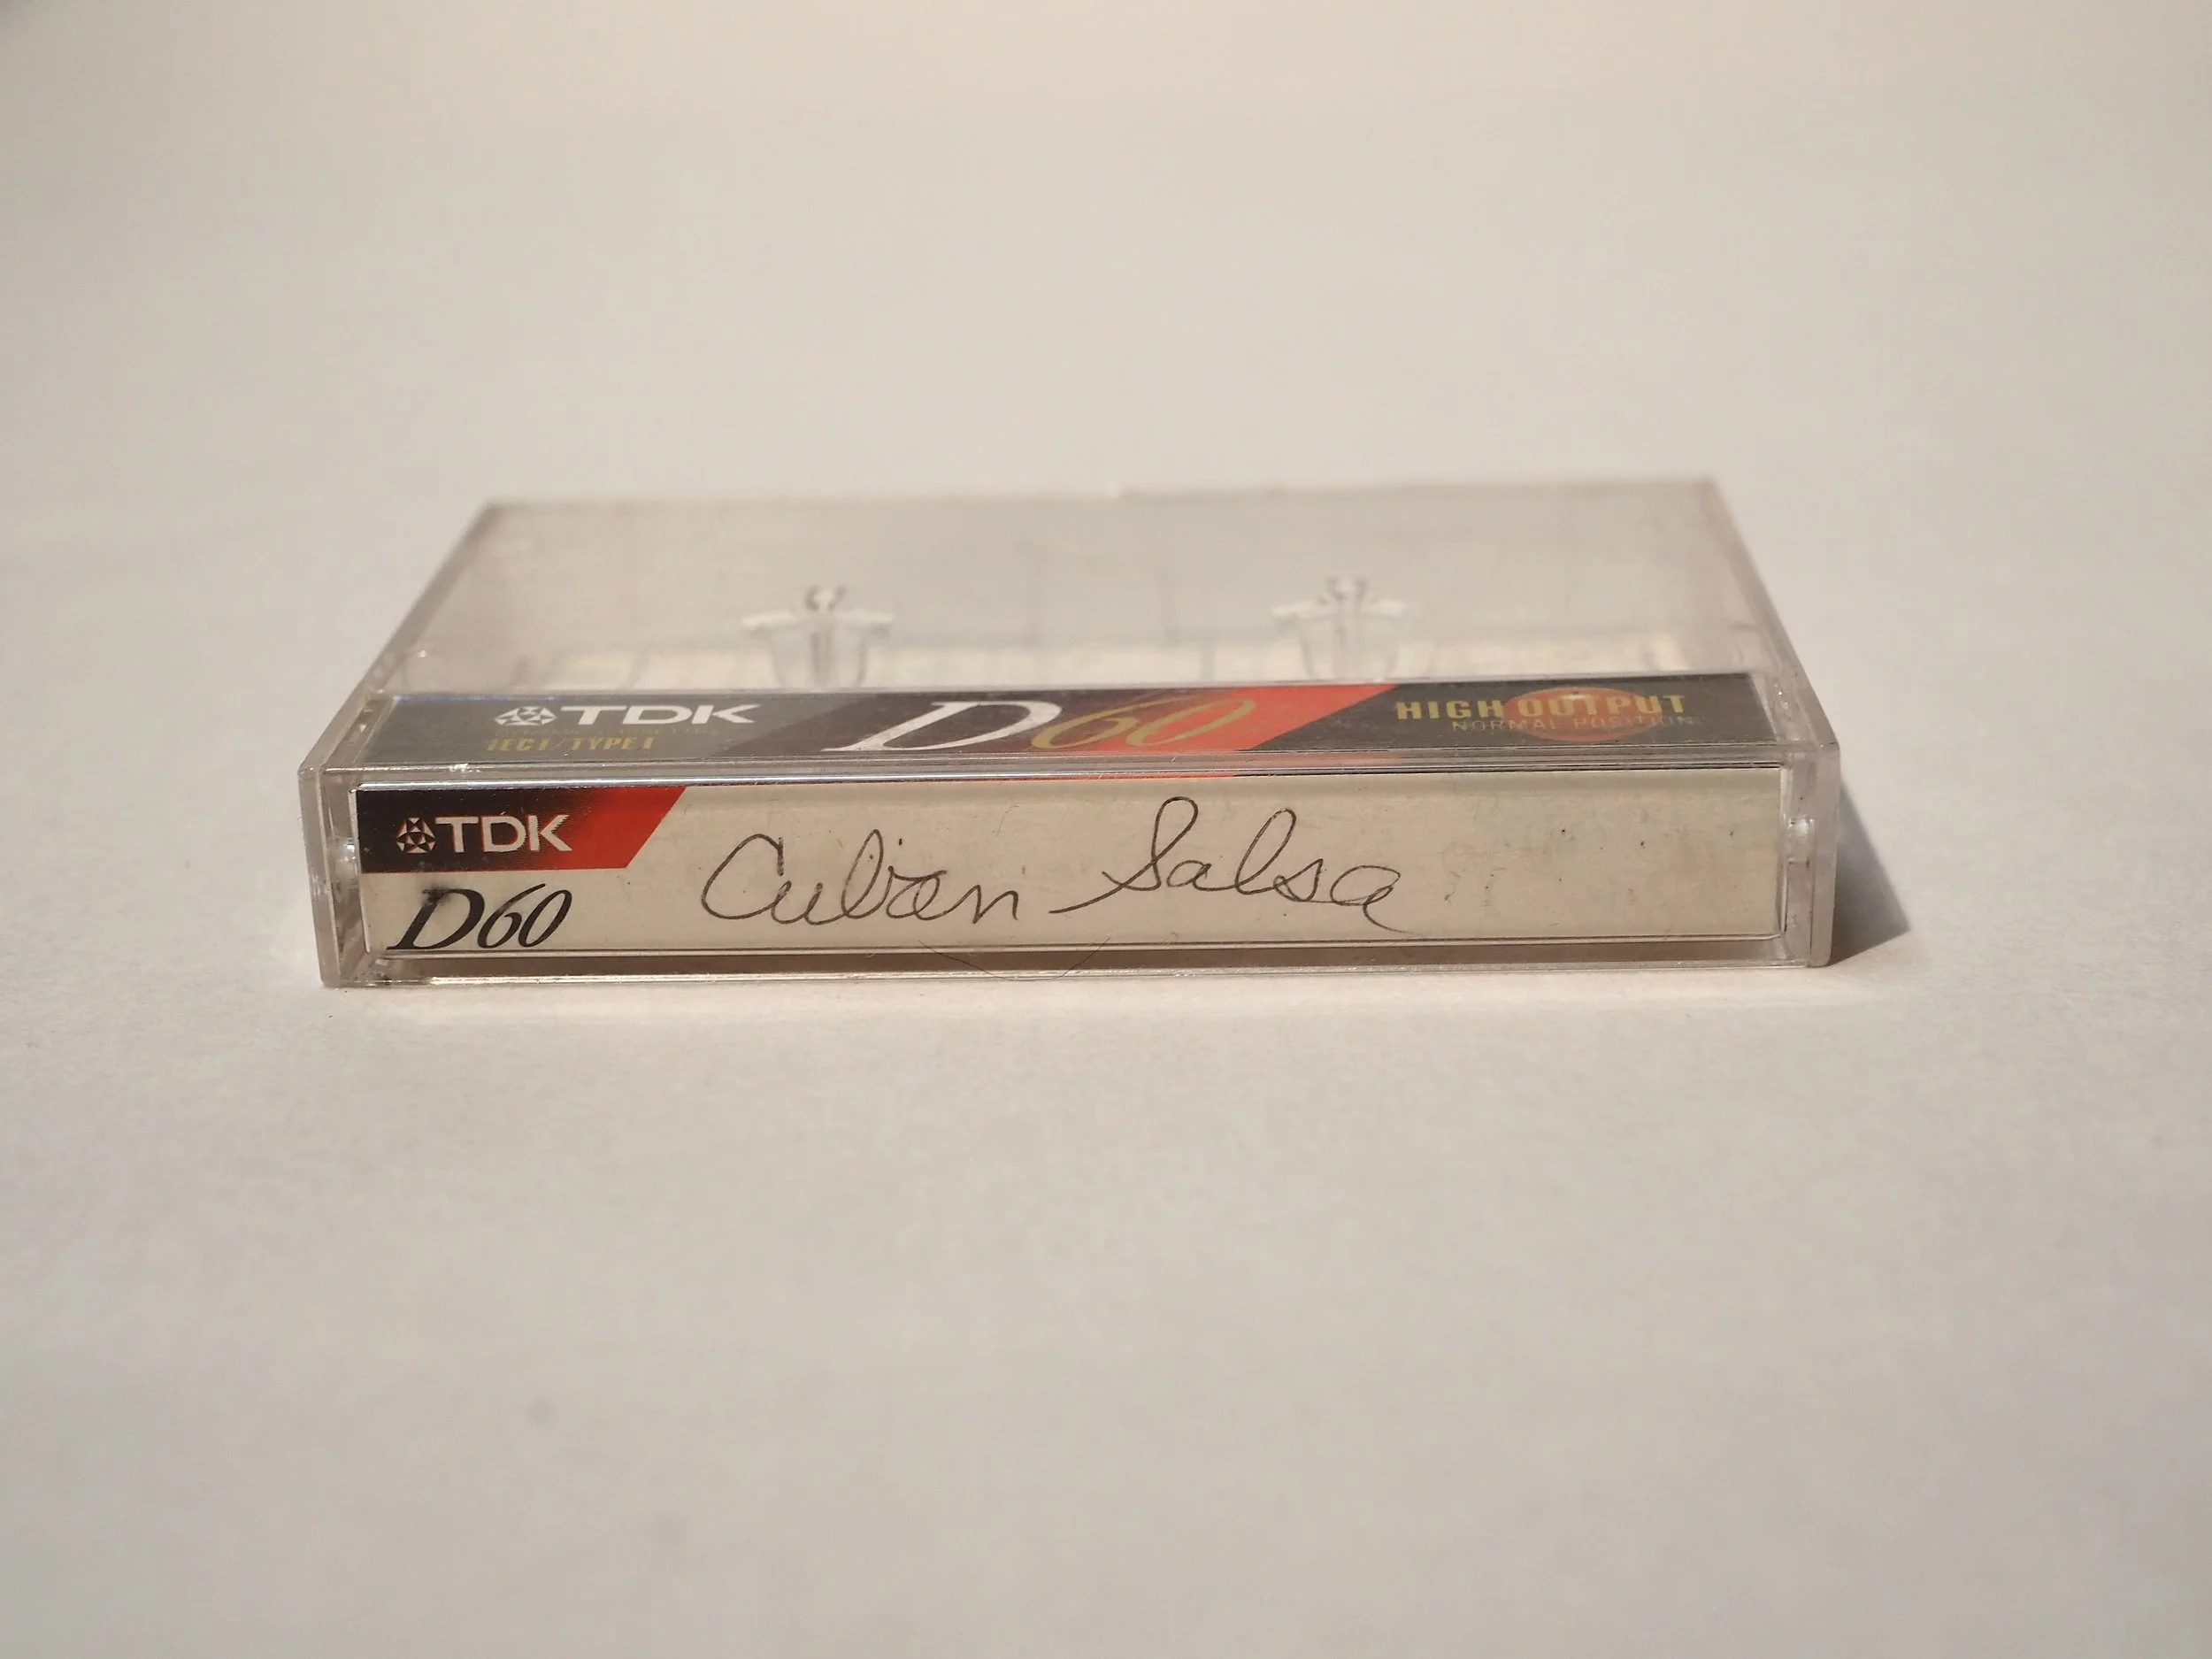 TDK
D60
HIGH OUTPUT
IEC I / TYPE I
NORMAL POSITION
TDK
Cuban Salsa
D60